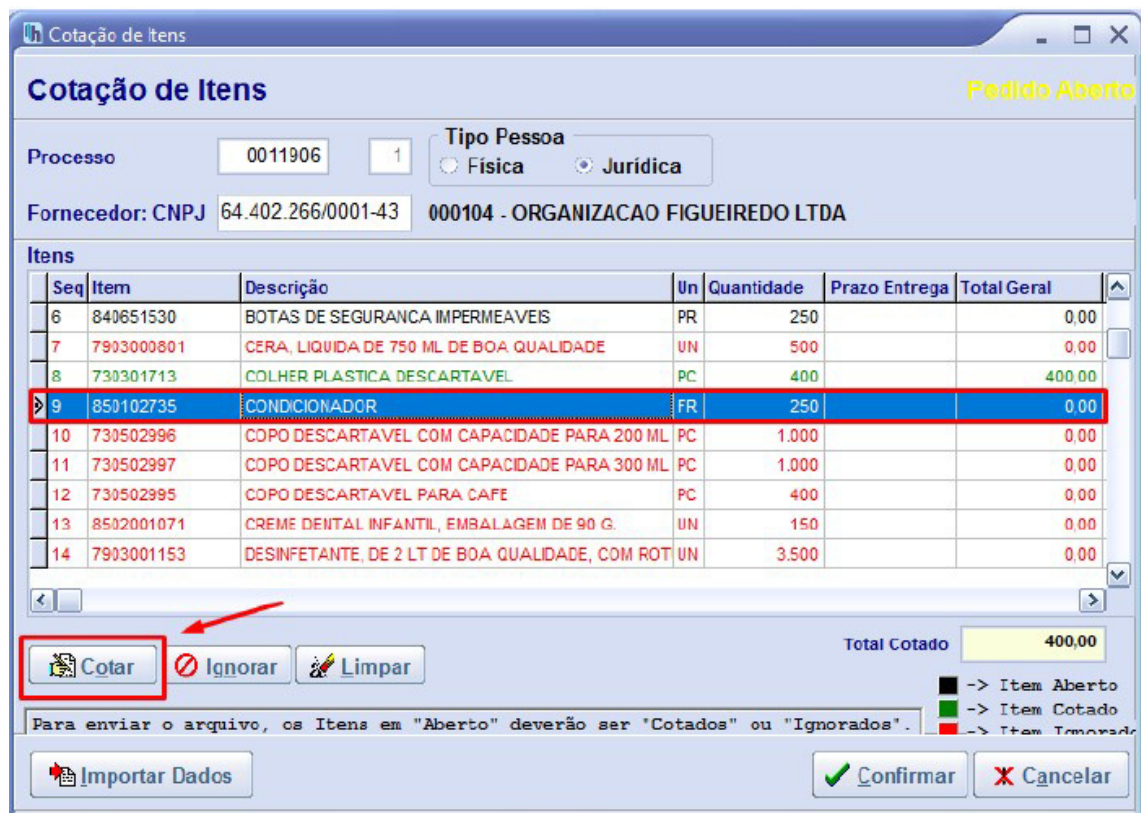 Cotação de Itens
Cotação de Itens Pedido Aberto
Processo 0011906 1 Tipo Pessoa Física Jurídica
Fornecedor: CNPJ 64.402.266/0001-43 000104 - ORGANIZACAO FIGUEIREDO LTDA
Itens
Seq Item Descrição Un Quantidade Prazo Entrega Total Geral
6 840651530 BOTAS DE SEGURANCA IMPERMEAVEIS PR 250 0,00
7 7903000801 CERA, LIQUIDA DE 750 ML DE BOA QUALIDADE UN 500 0,00
8 730301713 COLHER PLASTICA DESCARTAVEL PC 400 400,00
9 850102735 CONDICIONADOR FR 250 0,00
10 730502996 COPO DESCARTAVEL COM CAPACIDADE PARA 200 ML PC 1.000 0,00
11 730502997 COPO DESCARTAVEL COM CAPACIDADE PARA 300 ML PC 1.000 0,00
12 730502995 COPO DESCARTAVEL PARA CAFE PC 400 0,00
13 8502001071 CREME DENTAL INFANTIL, EMBALAGEM DE 90 G. UN 150 0,00
14 7903001153 DESINFETANTE, DE 2 LT DE BOA QUALIDADE, COM ROT UN 3.500 0,00
Total Cotado 400,00
Cotar Ignorar Limpar
-> Item Aberto
-> Item Cotado
-> Item Ignorado
Para enviar o arquivo, os Itens em "Aberto" deverão ser "Cotados" ou "Ignorados".
Importar Dados Confirmar Cancelar